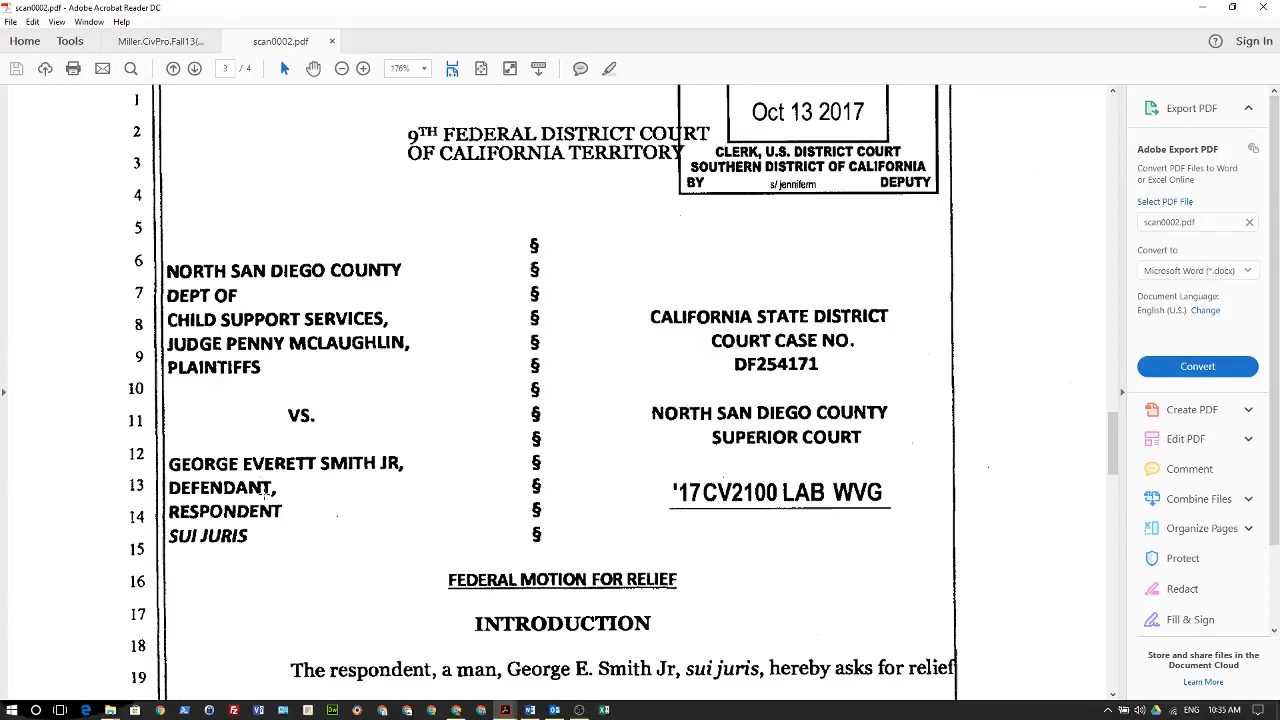 scan0002.pdf - Adobe Acrobat Reader DC
File Edit View Window Help
Home Tools Miller.CivPro.Fall13(... scan0002.pdf × Sign In
3 / 4 176%
1
2
3
4
5
6
7
8
9
10
11
12
13
14
15
16
17
18
19
Oct 13 2017
CLERK, U.S. DISTRICT COURT
SOUTHERN DISTRICT OF CALIFORNIA
BY s/ jenniferm DEPUTY
9TH FEDERAL DISTRICT COURT
OF CALIFORNIA TERRITORY
NORTH SAN DIEGO COUNTY
DEPT OF
CHILD SUPPORT SERVICES,
JUDGE PENNY MCLAUGHLIN,
PLAINTIFFS
VS.
GEORGE EVERETT SMITH JR,
DEFENDANT,
RESPONDENT
SUI JURIS
§
§
§
§
§
§
§
§
§
§
§
§
§
CALIFORNIA STATE DISTRICT
COURT CASE NO.
DF254171
NORTH SAN DIEGO COUNTY
SUPERIOR COURT
'17CV2100 LAB WVG
FEDERAL MOTION FOR RELIEF
INTRODUCTION
The respondent, a man, George E. Smith Jr, sui juris, hereby asks for relief
Export PDF
Adobe Export PDF
Convert PDF Files to Word
or Excel Online
Select PDF File
scan0002.pdf ×
Convert to
Microsoft Word (*.docx)
Document Language:
English (U.S.) Change
Convert
Create PDF
Edit PDF
Comment
Combine Files
Organize Pages
Protect
Redact
Fill & Sign
Store and share files in the
Document Cloud
Learn More
10:35 AM